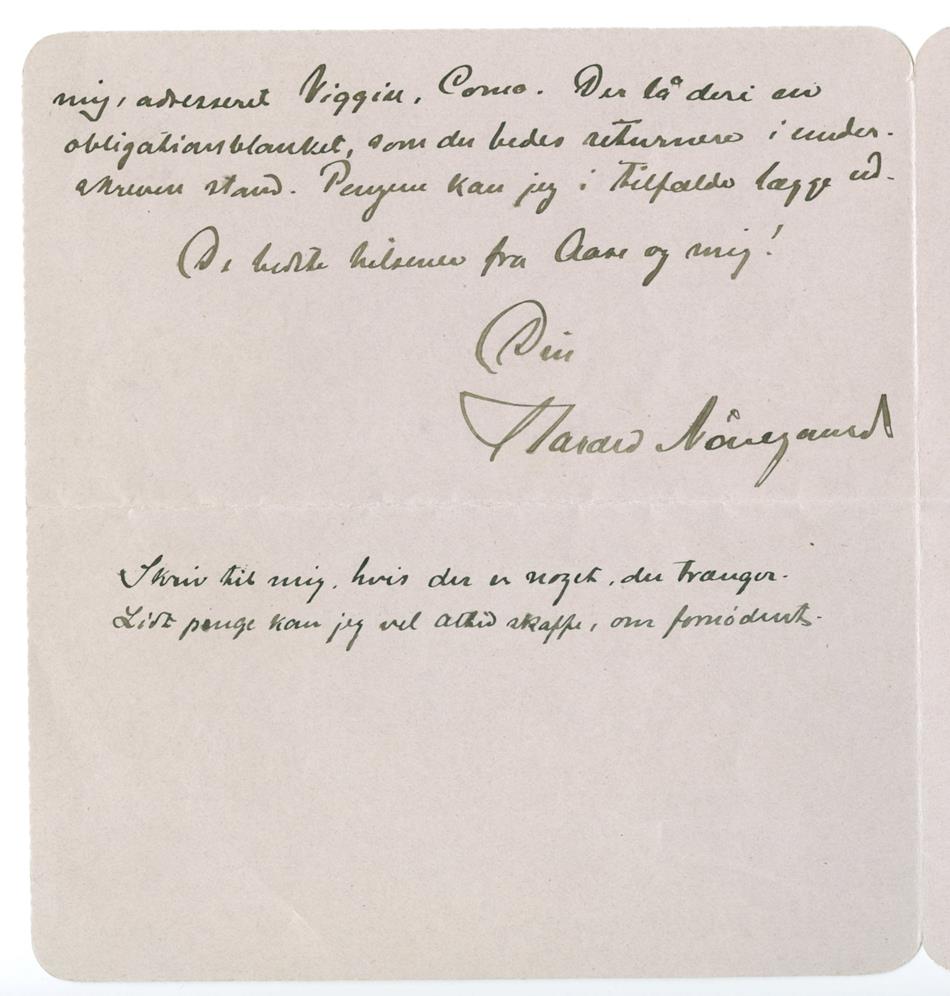 mig, adresseret Viggiu, Como. Der lå deri en
obligationsblanket, som du bedes returnere i under-
skreven stand. Pengene kan jeg i tilfælde lægge ud.
De bedste hilsener fra Aase og mig!
Din
Harald Nörregaard
Skriv til mig, hvis der er noget, du trænger.
Lidt penge kan jeg vel altid skaffe, om fornödent.